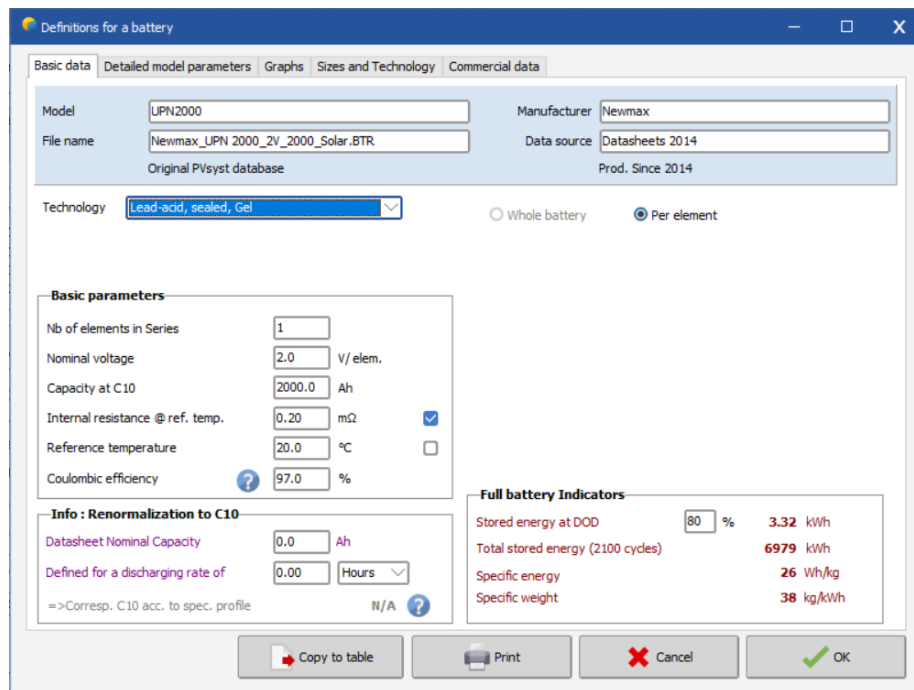 Definitions for a battery
Basic data Detailed model parameters Graphs Sizes and Technology Commercial data
Model UPN2000 Manufacturer Newmax
File name Newmax_UPN 2000_2V_2000_Solar.BTR Data source Datasheets 2014
Original PVsyst database Prod. Since 2014
Technology Lead-acid, sealed, Gel Whole battery Per element
Basic parameters
Nb of elements in Series 1
Nominal voltage 2.0 V/ elem.
Capacity at C10 2000.0 Ah
Internal resistance @ ref. temp. 0.20 mΩ
Reference temperature 20.0 °C
Coulombic efficiency ? 97.0 %
Info : Renormalization to C10
Datasheet Nominal Capacity 0.0 Ah
Defined for a discharging rate of 0.00 Hours
=>Corresp. C10 acc. to spec. profile N/A ?
Full battery Indicators
Stored energy at DOD 80 % 3.32 kWh
Total stored energy (2100 cycles) 6979 kWh
Specific energy 26 Wh/kg
Specific weight 38 kg/kWh
Copy to table Print Cancel OK